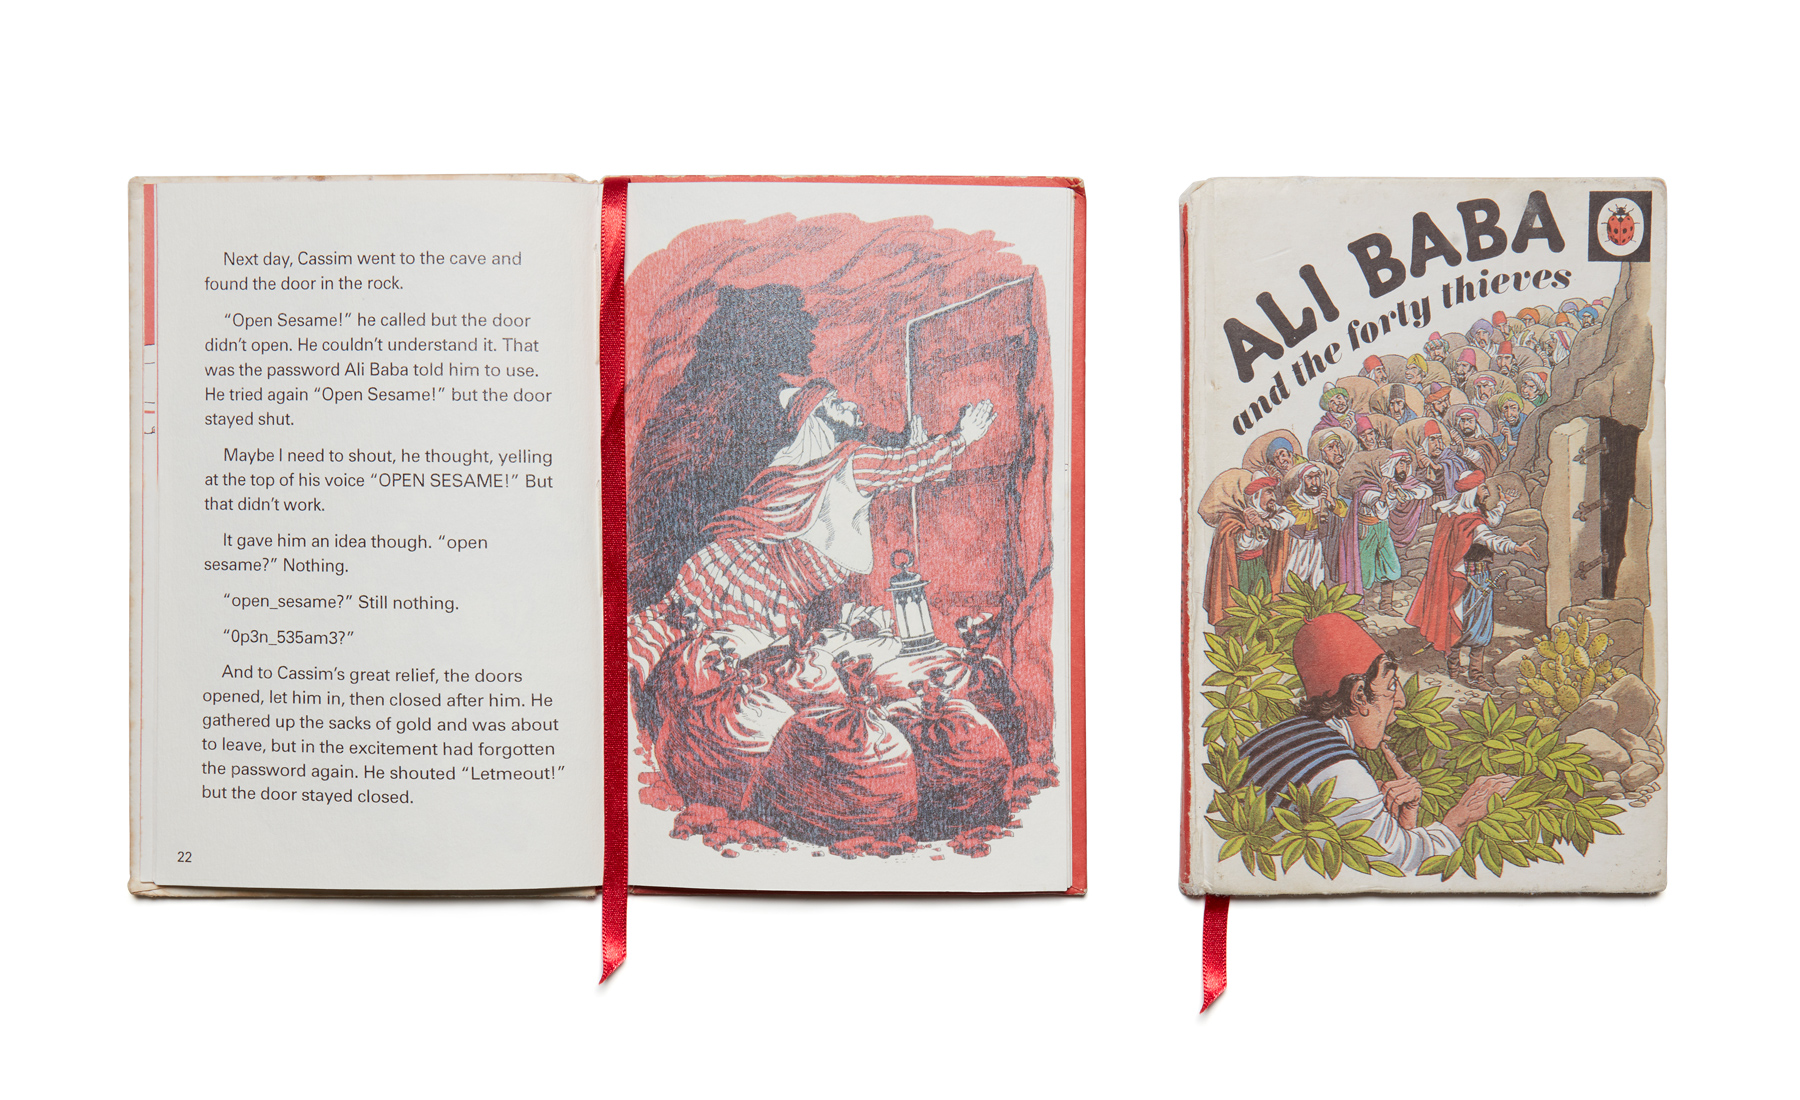 Next day, Cassim went to the cave and
found the door in the rock.
“Open Sesame!” he called but the door
didn’t open. He couldn’t understand it. That
was the password Ali Baba told him to use.
He tried again “Open Sesame!” but the door
stayed shut.
Maybe I need to shout, he thought, yelling
at the top of his voice “OPEN SESAME!” But
that didn’t work.
It gave him an idea though. “open
sesame?” Nothing.
“open_sesame?” Still nothing.
“0p3n_535am3?”
And to Cassim’s great relief, the doors
opened, let him in, then closed after him. He
gathered up the sacks of gold and was about
to leave, but in the excitement had forgotten
the password again. He shouted “Letmeout!”
but the door stayed closed.
22
ALI BABA
and the forty thieves